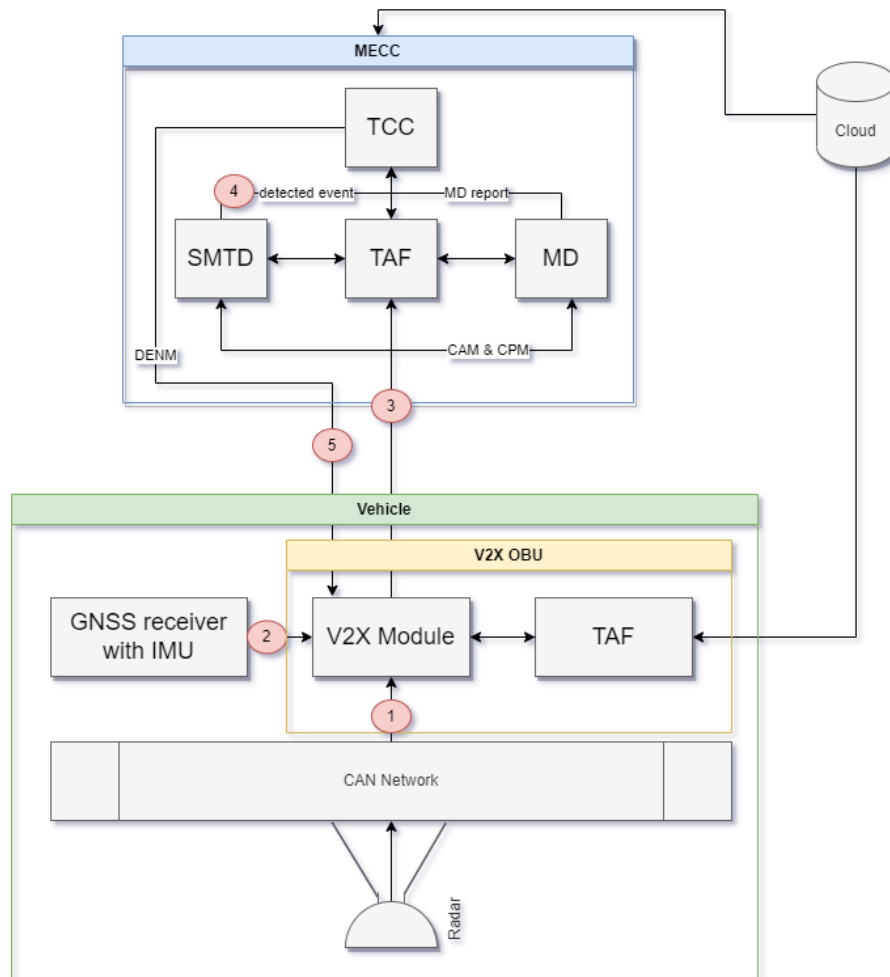 MECC
TCC
Cloud
4
detected event
MD report
SMTD
TAF
MD
DENM
CAM & CPM
3
5
Vehicle
V2X OBU
GNSS receiver
with IMU
2
V2X Module
TAF
1
CAN Network
Radar